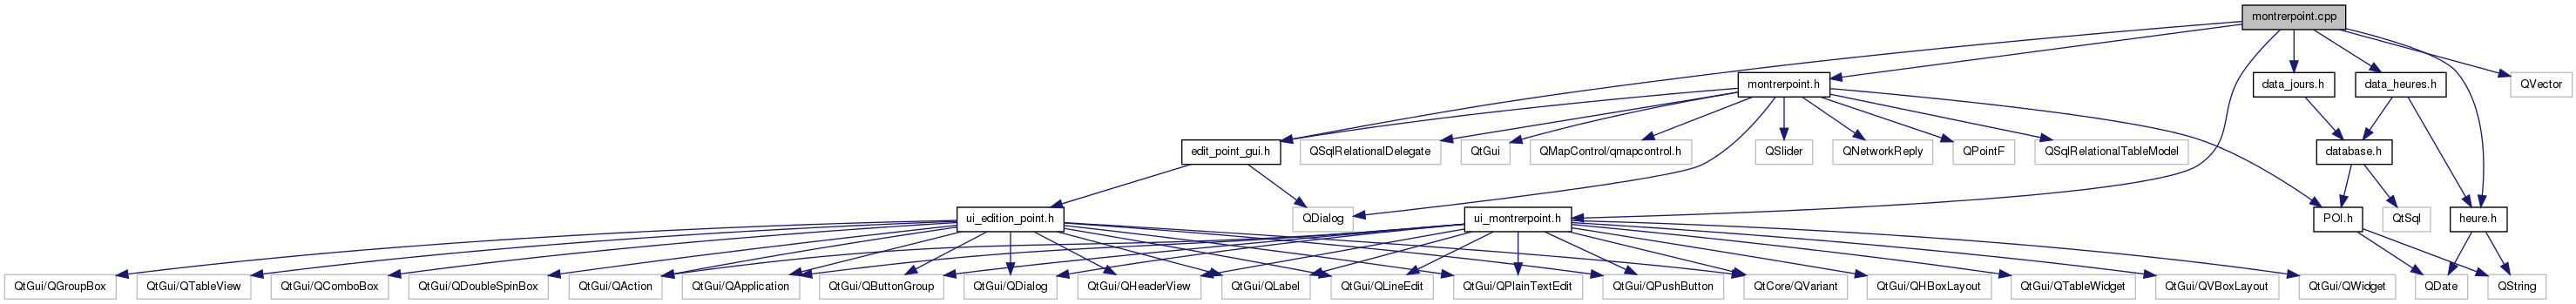 montrerpoint.cpp
montrerpoint.h
data_jours.h
data_heures.h
QVector
edit_point_gui.h
QSqlRelationalDelegate
QtGui
QMapControl/qmapcontrol.h
QSlider
QNetworkReply
QPointF
QSqlRelationalTableModel
database.h
ui_edition_point.h
QDialog
ui_montrerpoint.h
POI.h
QtSql
heure.h
QtGui/QGroupBox
QtGui/QTableView
QtGui/QComboBox
QtGui/QDoubleSpinBox
QtGui/QAction
QtGui/QApplication
QtGui/QButtonGroup
QtGui/QDialog
QtGui/QHeaderView
QtGui/QLabel
QtGui/QLineEdit
QtGui/QPlainTextEdit
QtGui/QPushButton
QtCore/QVariant
QtGui/QHBoxLayout
QtGui/QTableWidget
QtGui/QVBoxLayout
QtGui/QWidget
QDate
QString